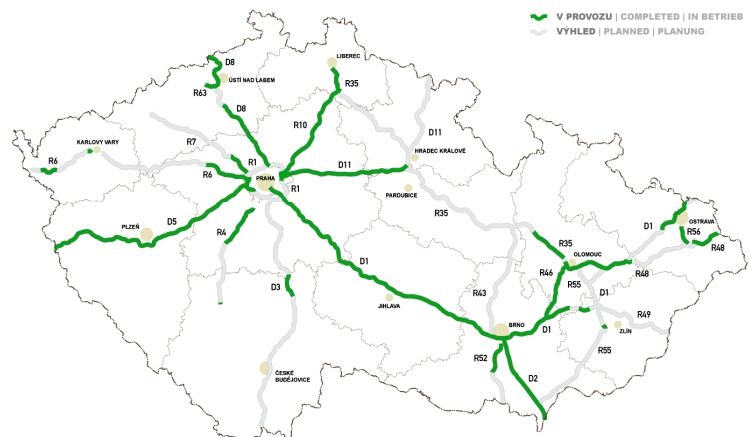 V PROVOZU | COMPLETED | IN BETRIEB
VÝHLED | PLANNED | PLANUNG
D8
LIBEREC
ÚSTÍ NAD LABEM
R63
R35
D8
R10
D11
R7
KARLOVY VARY
HRADEC KRÁLOVÉ
R6
R1
R6
D11
PRAHA
R1
PARDUBICE
R35
D5
PLZEŇ
R4
D1
OSTRAVA
R56
R35
R48
OLOMOUC
D1
R46
R48
R55
D3
R43
D1
JIHLAVA
R49
BRNO
D1
ZLÍN
R55
R52
ČESKÉ
BUDĚJOVICE
D2